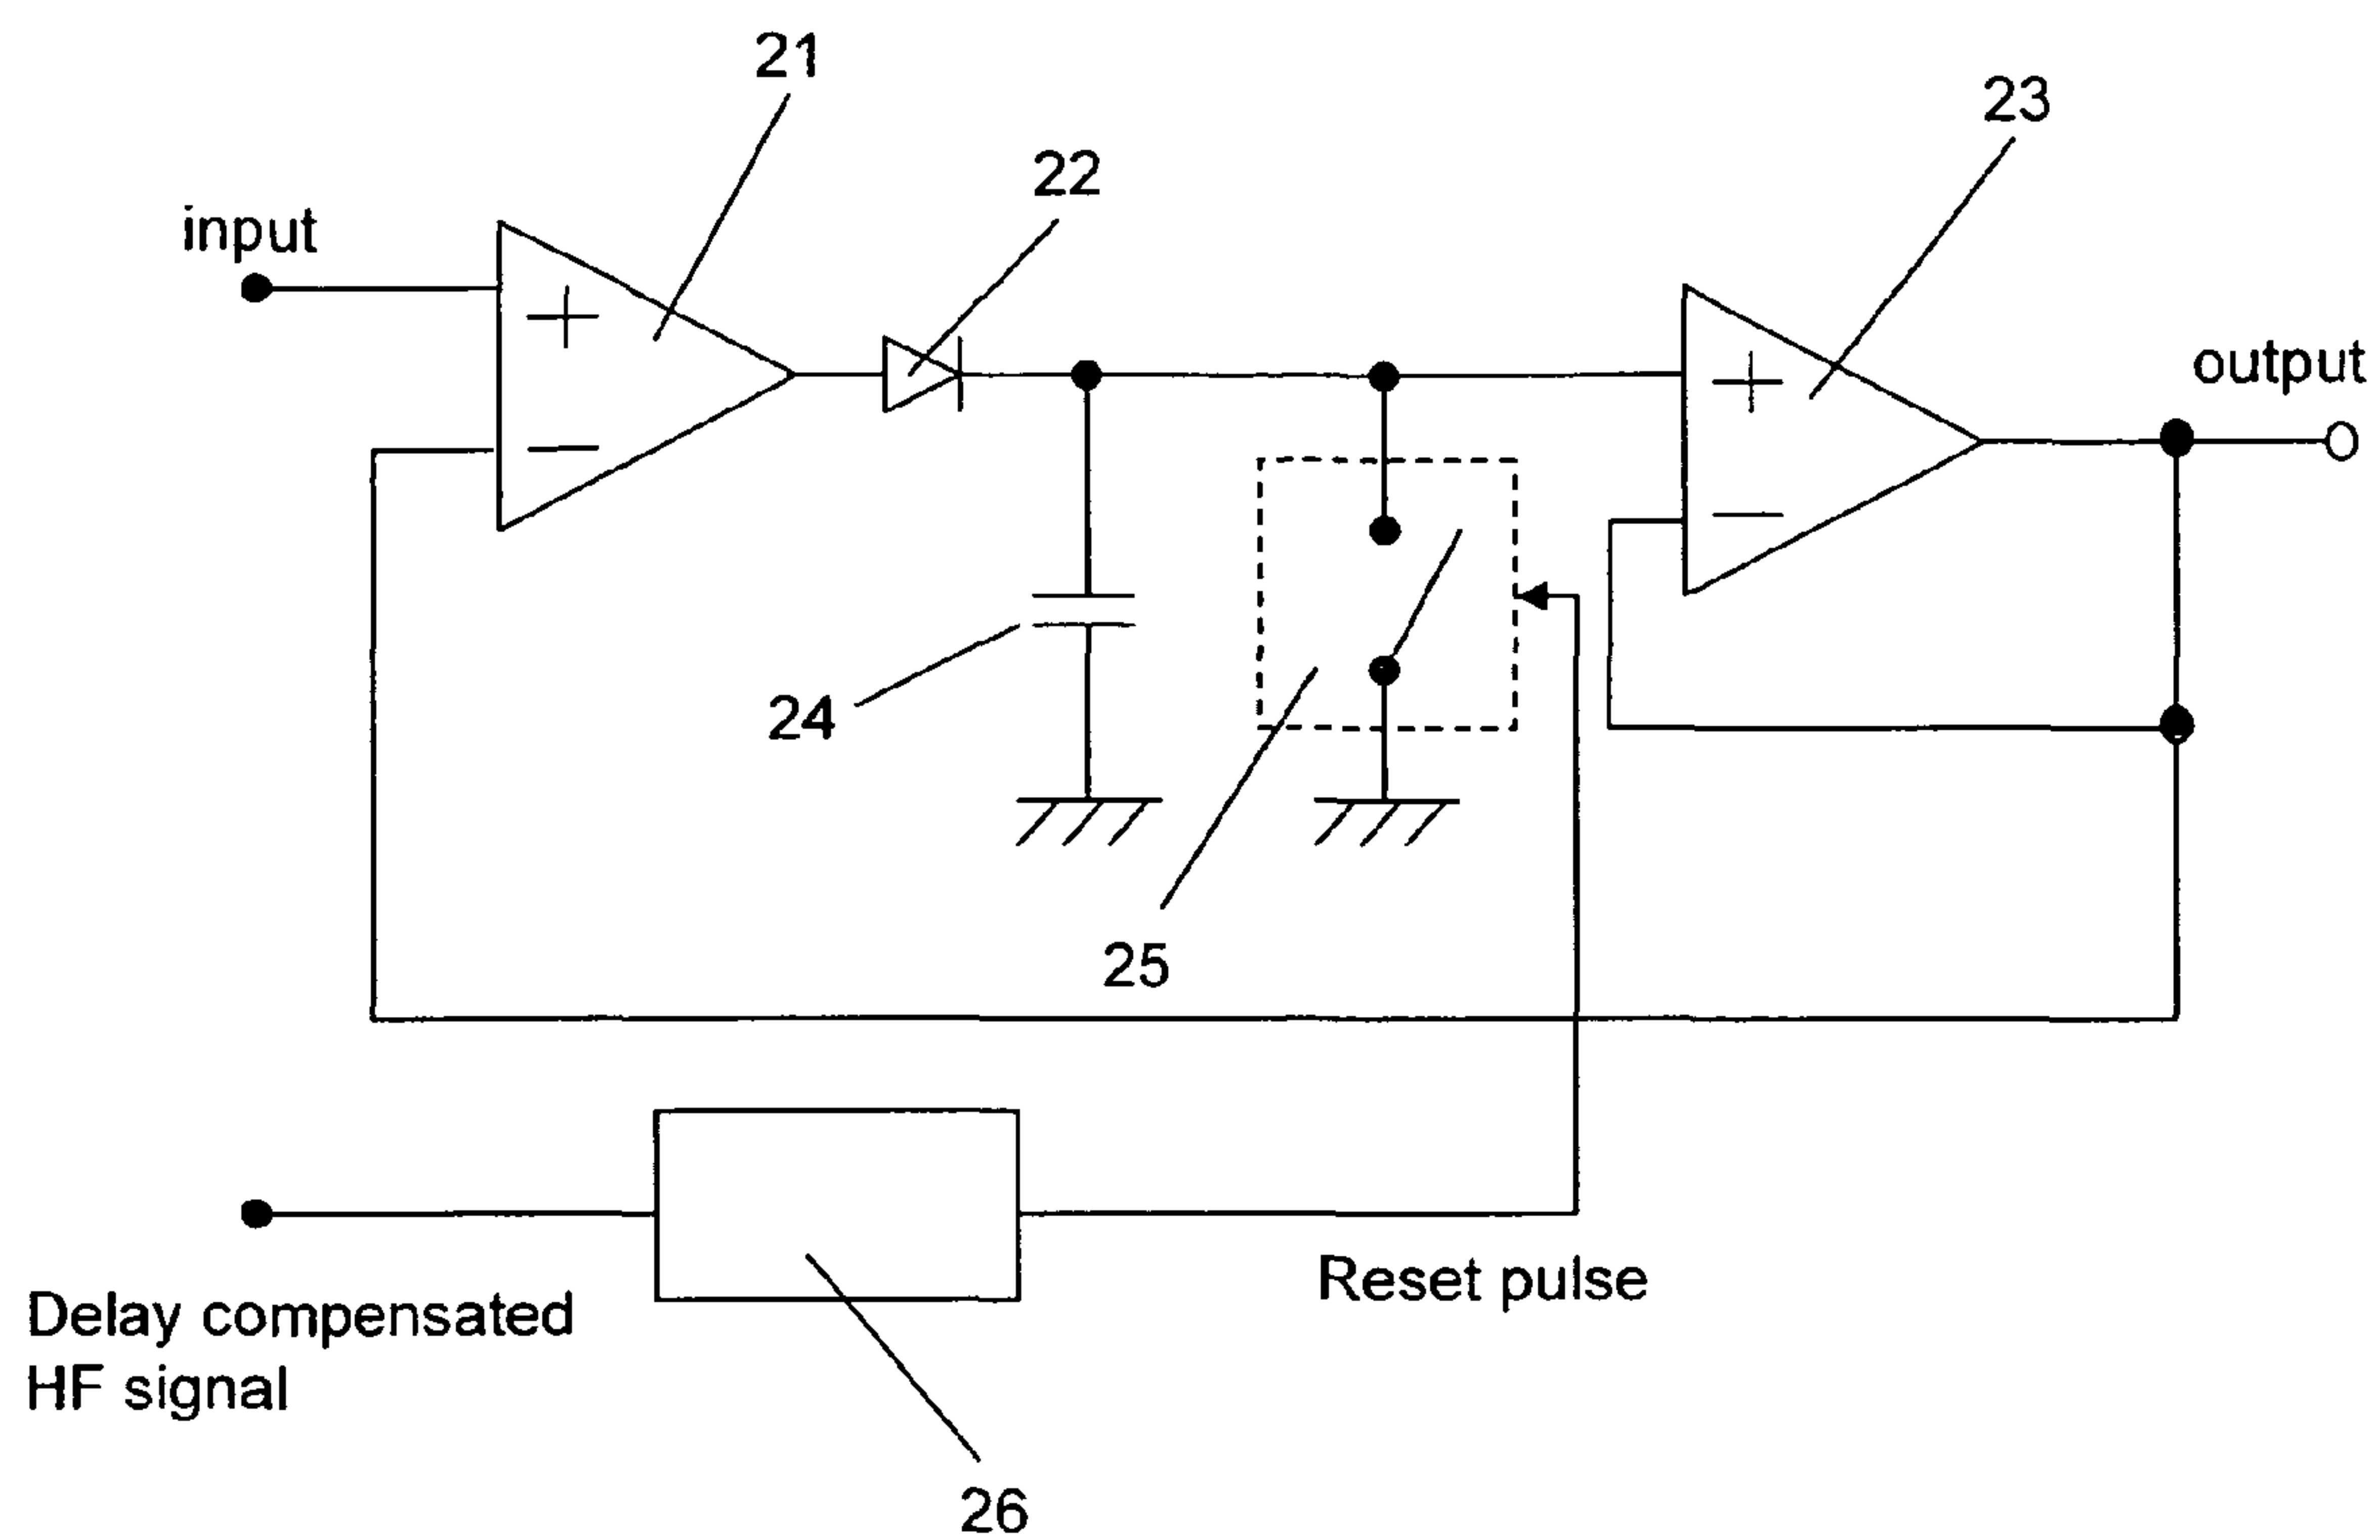 21
23
22
input
output
24
25
Reset pulse
Delay compensated
HF signal
26